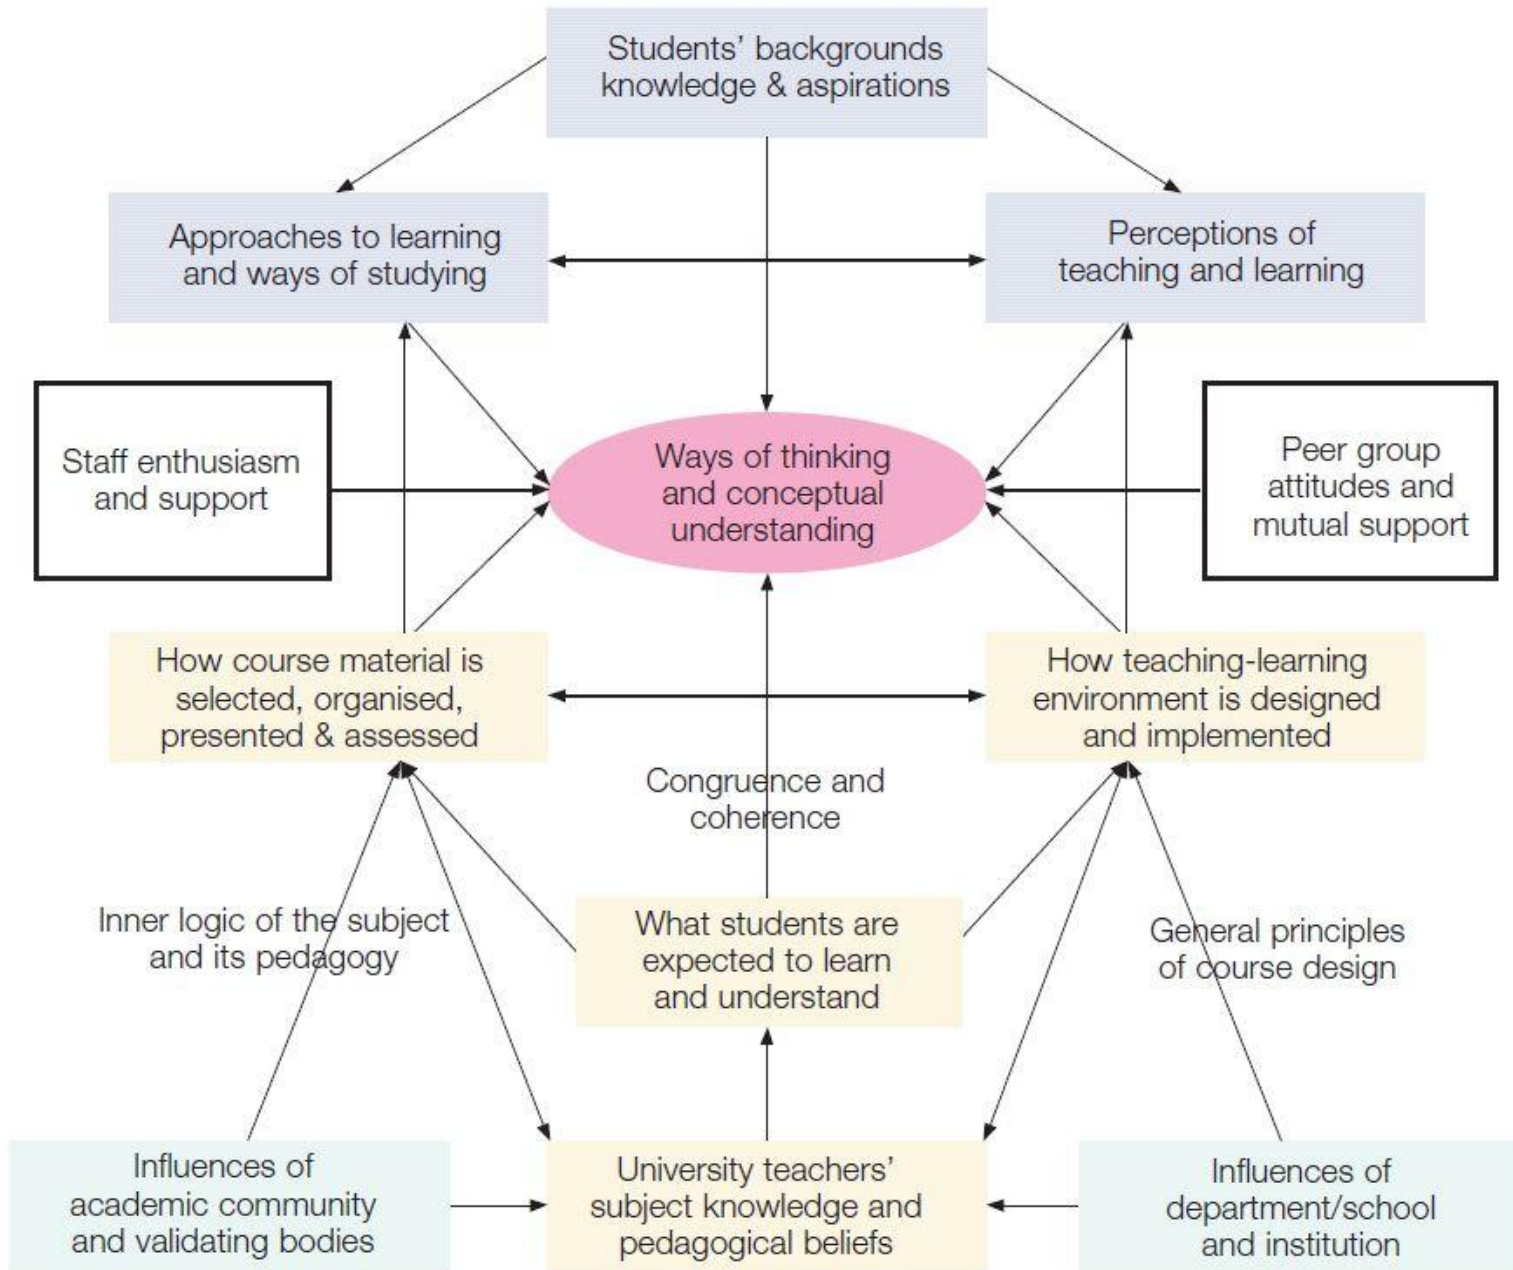 Students’ backgrounds
knowledge & aspirations
Approaches to learning
and ways of studying
Perceptions of
teaching and learning
Staff enthusiasm
and support
Ways of thinking
and conceptual
understanding
Peer group
attitudes and
mutual support
How course material is
selected, organised,
presented & assessed
How teaching-learning
environment is designed
and implemented
Congruence and
coherence
Inner logic of the subject
and its pedagogy
What students are
expected to learn
and understand
General principles
of course design
Influences of
academic community
and validating bodies
University teachers’
subject knowledge and
pedagogical beliefs
Influences of
department/school
and institution